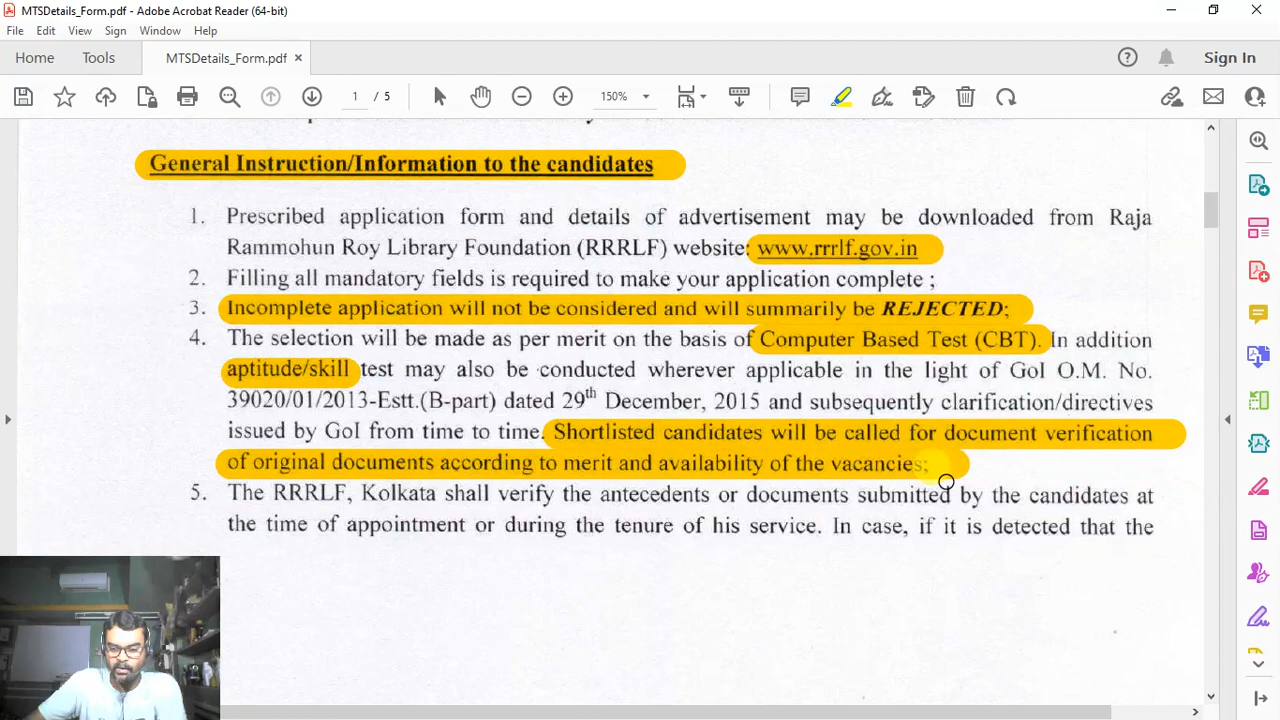 MTSDetails_Form.pdf - Adobe Acrobat Reader (64-bit)
File Edit View Sign Window Help
Home Tools MTSDetails_Form.pdf × Sign In
1 / 5 150%
General Instruction/Information to the candidates
1. Prescribed application form and details of advertisement may be downloaded from Raja
Rammohun Roy Library Foundation (RRRLF) website: www.rrrlf.gov.in
2. Filling all mandatory fields is required to make your application complete ;
3. Incomplete application will not be considered and will summarily be REJECTED;
4. The selection will be made as per merit on the basis of Computer Based Test (CBT). In addition
aptitude/skill test may also be conducted wherever applicable in the light of GoI O.M. No.
39020/01/2013-Estt.(B-part) dated 29th December, 2015 and subsequently clarification/directives
issued by GoI from time to time. Shortlisted candidates will be called for document verification
of original documents according to merit and availability of the vacancies;
5. The RRRLF, Kolkata shall verify the antecedents or documents submitted by the candidates at
the time of appointment or during the tenure of his service. In case, if it is detected that the